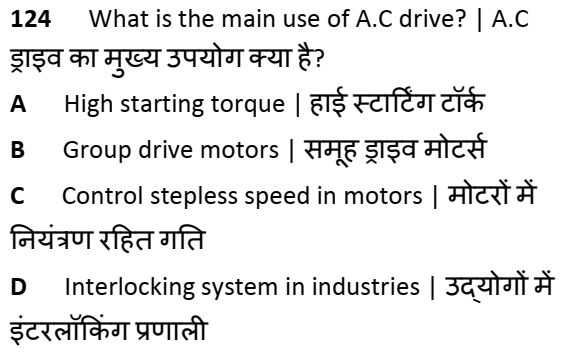 124 What is the main use of A.C drive? | A.C
ड्राइव का मुख्य उपयोग क्या है?
A High starting torque | हाई स्टार्टिंग टॉर्क
B Group drive motors | समूह ड्राइव मोटर्स
C Control stepless speed in motors | मोटरों में
नियंत्रण रहित गति
D Interlocking system in industries | उद्योगों में
इंटरलॉकिंग प्रणाली